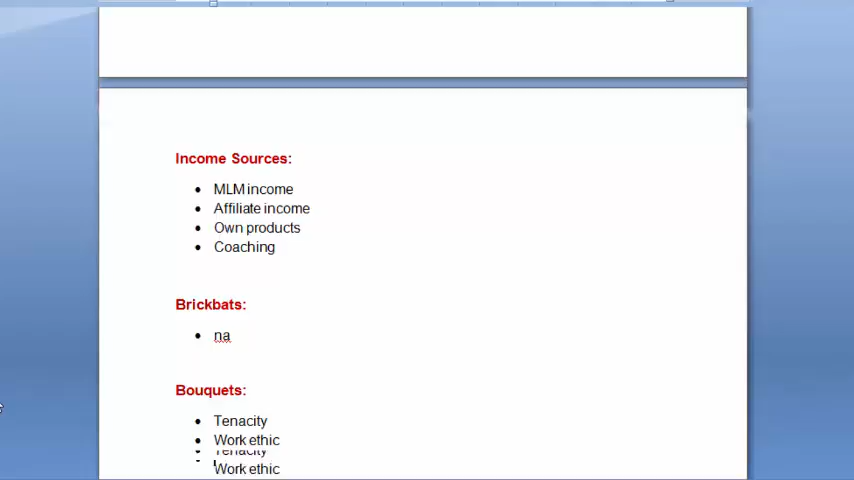 Income Sources:
• MLM income
• Affiliate income
• Own products
• Coaching
Brickbats:
• na
Bouquets:
• Tenacity
• Work ethic
• Tenacity
• Work ethic